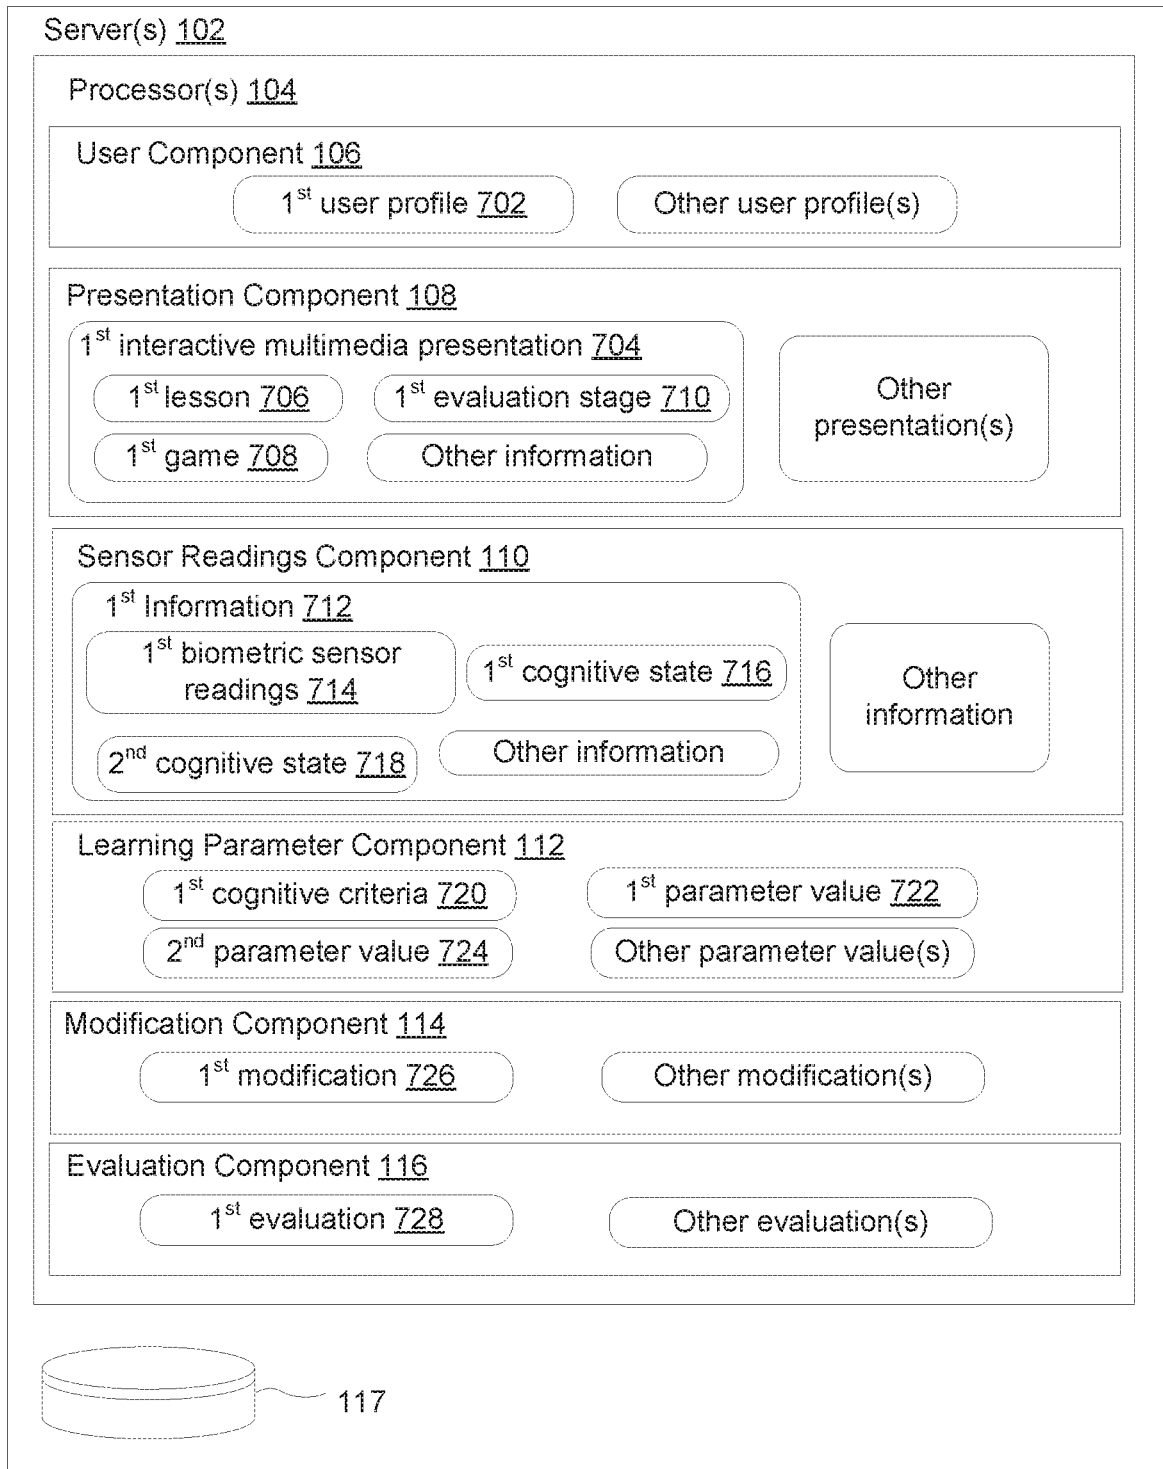 Server(s) 102
Processor(s) 104
User Component 106
1st user profile 702
Other user profile(s)
Presentation Component 108
1st interactive multimedia presentation 704
1st lesson 706
1st evaluation stage 710
1st game 708
Other information
Other
presentation(s)
Sensor Readings Component 110
1st Information 712
1st biometric sensor
readings 714
1st cognitive state 716
2nd cognitive state 718
Other information
Other
information
Learning Parameter Component 112
1st cognitive criteria 720
1st parameter value 722
2nd parameter value 724
Other parameter value(s)
Modification Component 114
1st modification 726
Other modification(s)
Evaluation Component 116
1st evaluation 728
Other evaluation(s)
117